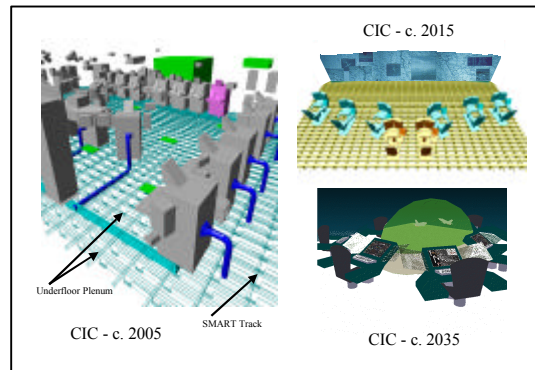 CIC - c. 2015
Underfloor Plenum
SMART Track
CIC - c. 2005
CIC - c. 2035